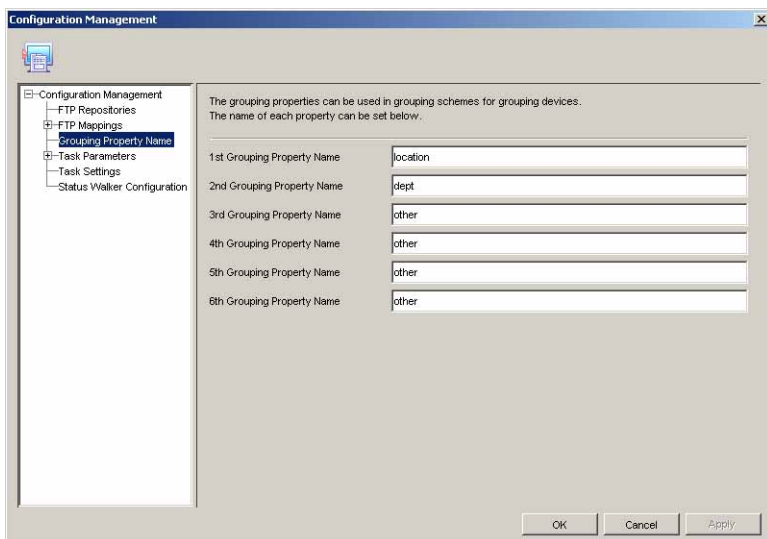 Configuration Management
Configuration Management
FTP Repositories
FTP Mappings
Grouping Property Name
Task Parameters
Task Settings
Status Walker Configuration
The grouping properties can be used in grouping schemes for grouping devices.
The name of each property can be set below.
1st Grouping Property Name location
2nd Grouping Property Name dept
3rd Grouping Property Name other
4th Grouping Property Name other
5th Grouping Property Name other
6th Grouping Property Name other
OK Cancel Apply